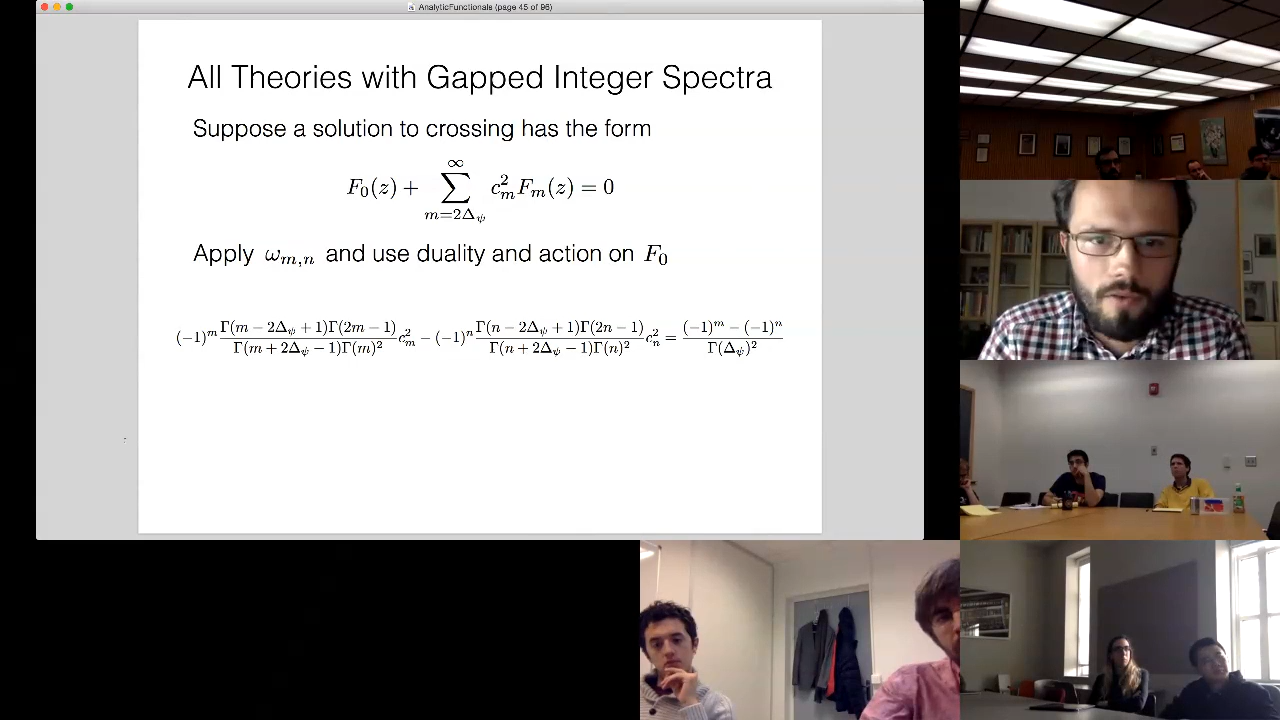 AnalyticFunctionals (page 45 of 96)
All Theories with Gapped Integer Spectra
Suppose a solution to crossing has the form
$F_0(z) + \sum_{m=2\Delta_\psi}^{\infty} c_m^2 F_m(z) = 0$
Apply $\omega_{m,n}$ and use duality and action on $F_0$
$(-1)^m \frac{\Gamma(m - 2\Delta_\psi + 1)\Gamma(2m - 1)}{\Gamma(m + 2\Delta_\psi - 1)\Gamma(m)^2} c_m^2 - (-1)^n \frac{\Gamma(n - 2\Delta_\psi + 1)\Gamma(2n - 1)}{\Gamma(n + 2\Delta_\psi - 1)\Gamma(n)^2} c_n^2 = \frac{(-1)^m - (-1)^n}{\Gamma(\Delta_\psi)^2}$